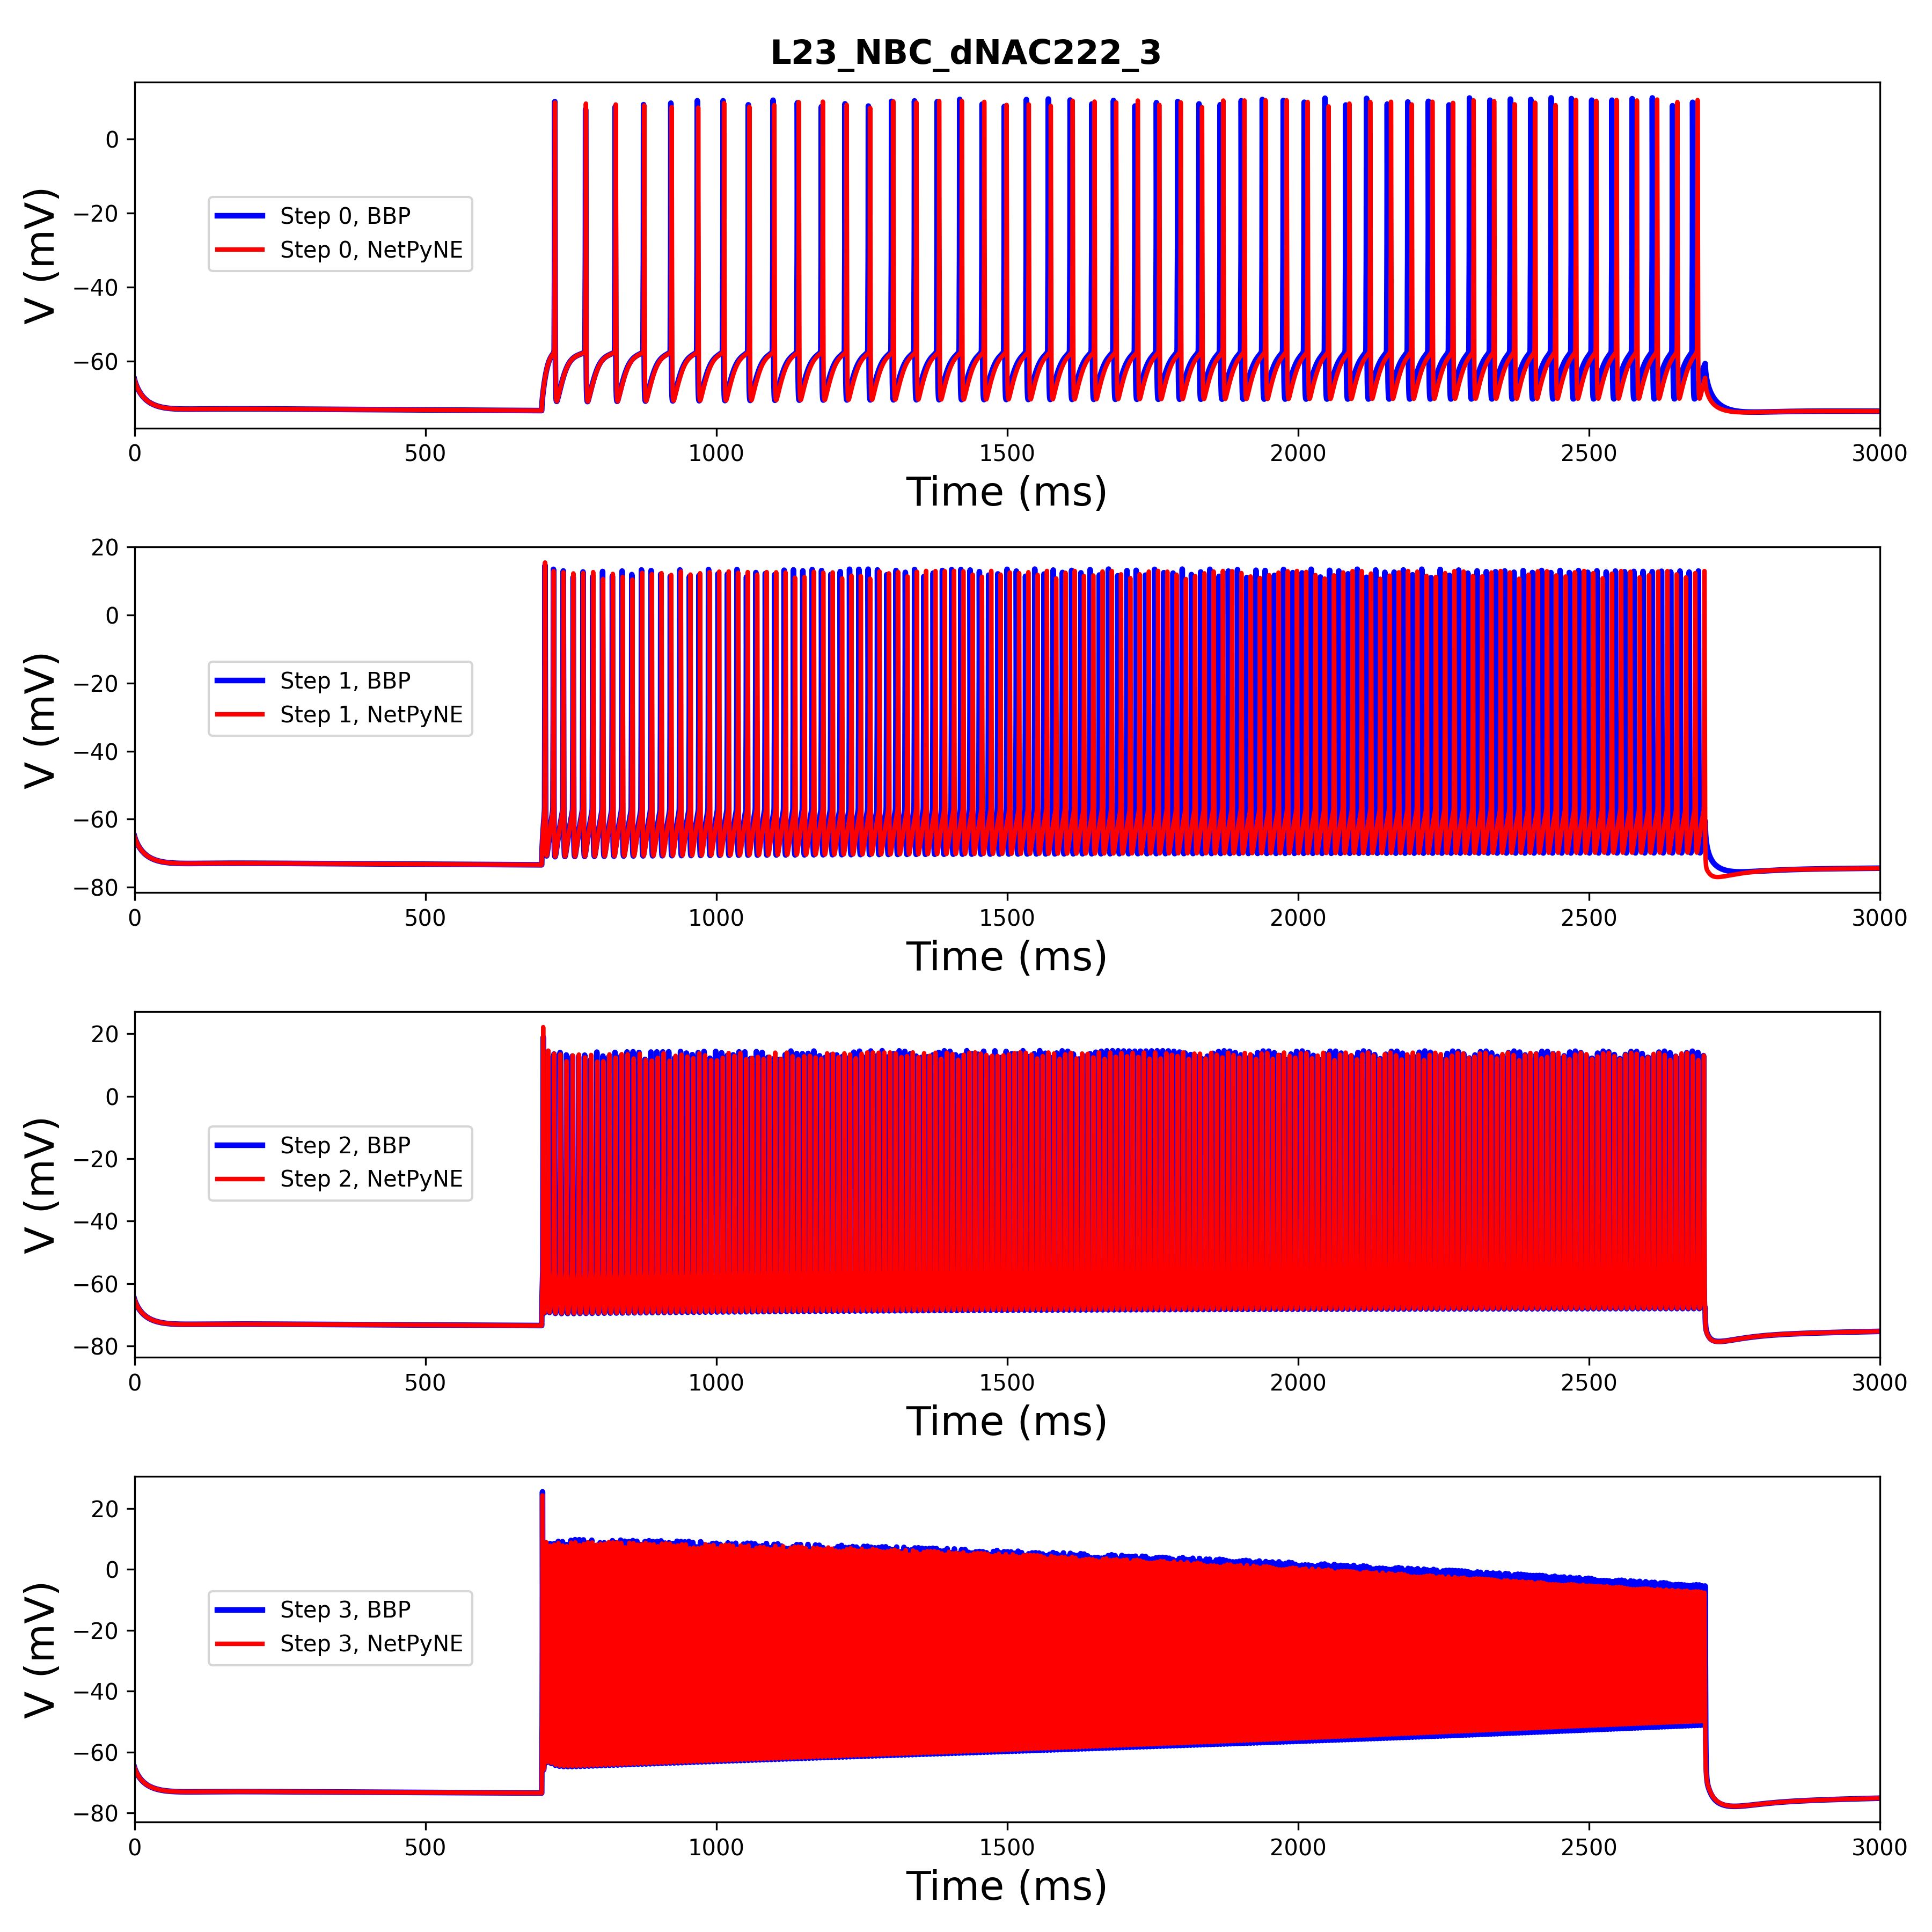 L23_NBC_dNAC222_3
0
−20
−40
−60
V (mV)
Step 0, BBP
Step 0, NetPyNE
0 500 1000 1500 2000 2500 3000
Time (ms)
20
0
−20
−40
−60
−80
V (mV)
Step 1, BBP
Step 1, NetPyNE
0 500 1000 1500 2000 2500 3000
Time (ms)
20
0
−20
−40
−60
−80
V (mV)
Step 2, BBP
Step 2, NetPyNE
0 500 1000 1500 2000 2500 3000
Time (ms)
20
0
−20
−40
−60
−80
V (mV)
Step 3, BBP
Step 3, NetPyNE
0 500 1000 1500 2000 2500 3000
Time (ms)